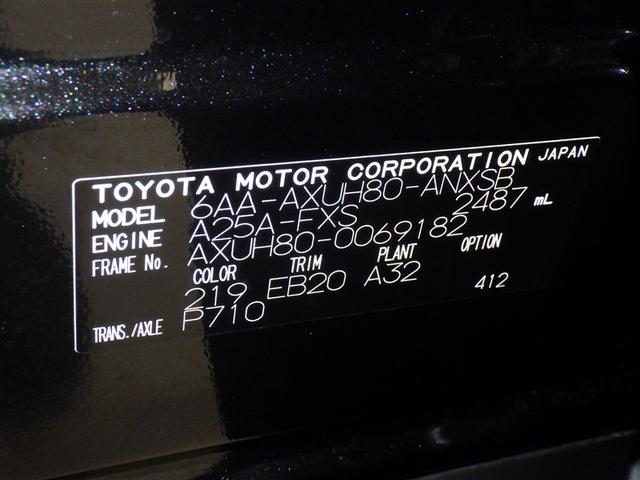 TOYOTA MOTOR CORPORATION JAPAN
MODEL 6AA-AXUH80-ANXSB
ENGINE A25A-FXS 2487 mL
FRAME No. AXUH80-0069182
COLOR TRIM PLANT OPTION
219 EB20 A32 412
TRANS./AXLE P710